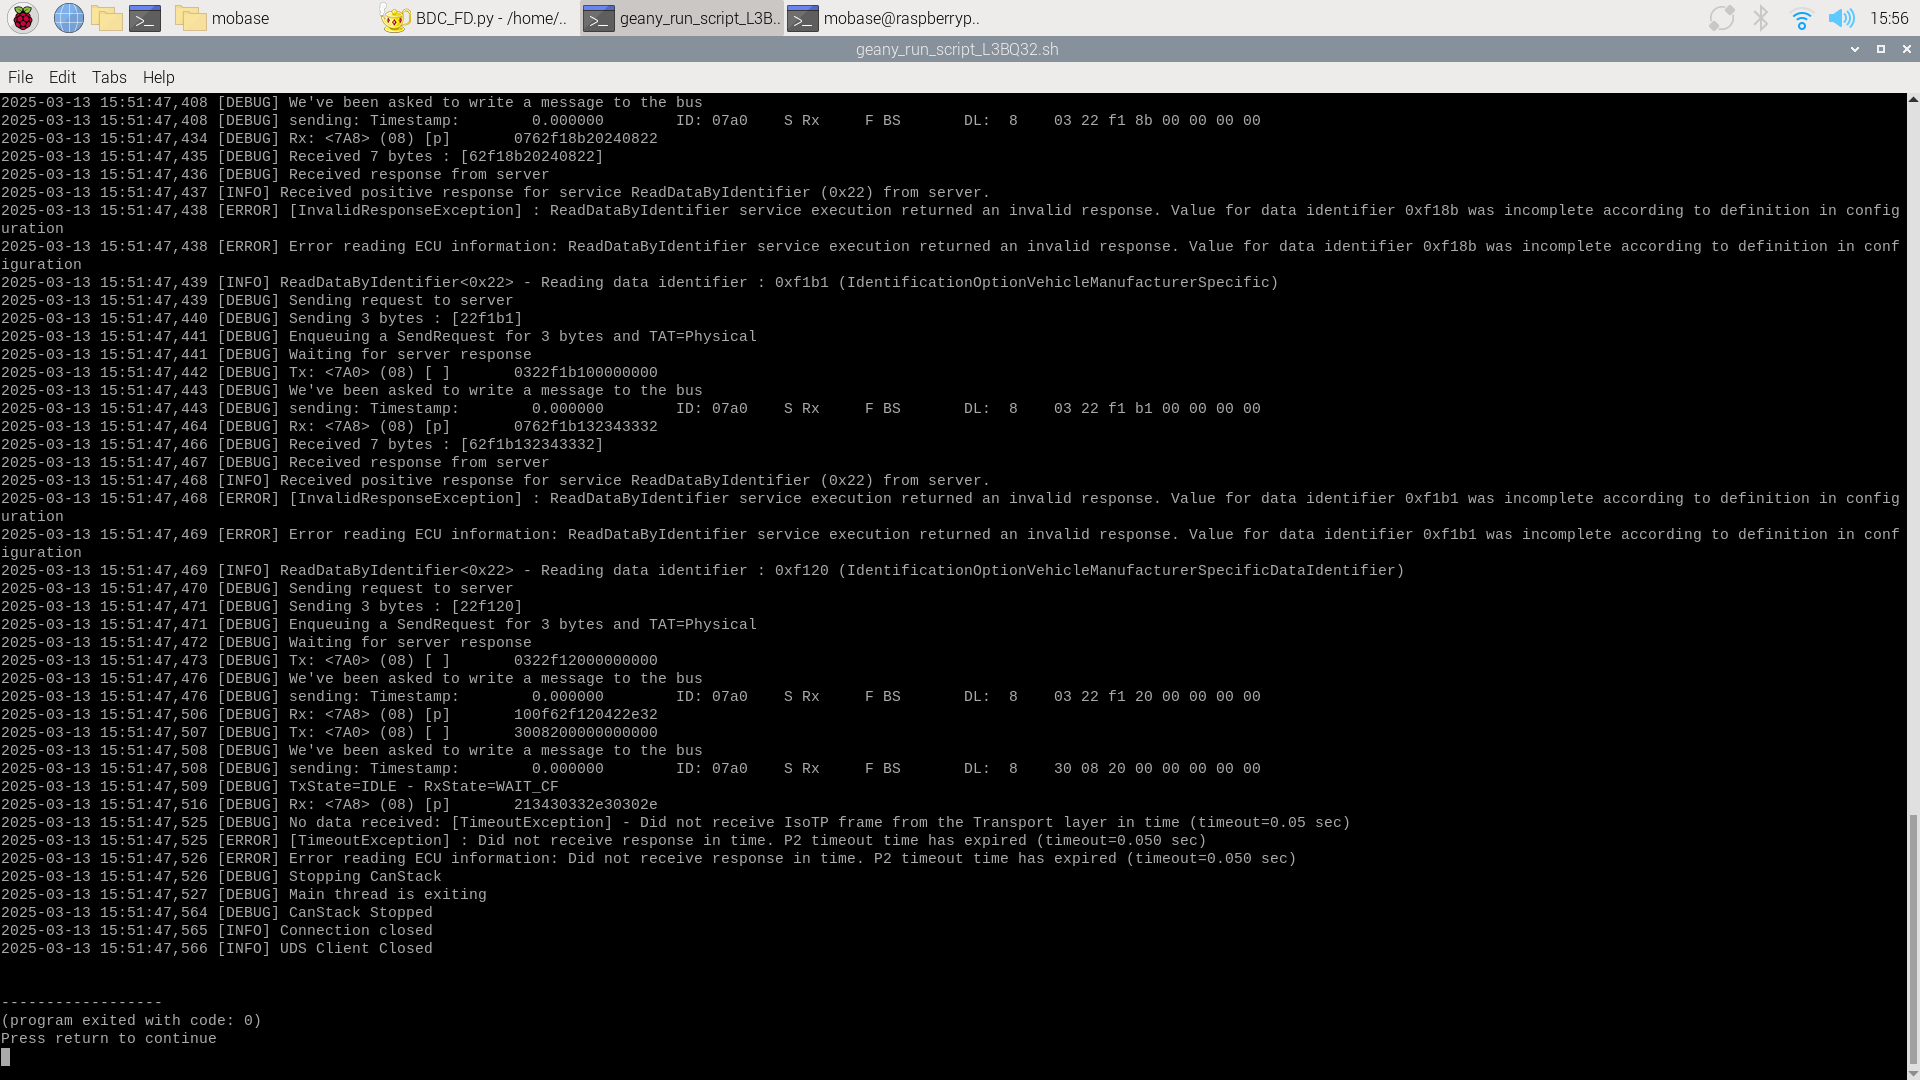 mobase
BDC_FD.py - /home/..
geany_run_script_L3B..
mobase@raspberryp..
15:56
geany_run_script_L3BQ32.sh
File Edit Tabs Help
2025-03-13 15:51:47,408 [DEBUG] We've been asked to write a message to the bus
2025-03-13 15:51:47,408 [DEBUG] sending: Timestamp:        0.000000        ID: 07a0    S Rx     F BS       DL:  8    03 22 f1 8b 00 00 00 00
2025-03-13 15:51:47,434 [DEBUG] Rx: <7A8> (08) [p]       0762f18b20240822
2025-03-13 15:51:47,435 [DEBUG] Received 7 bytes : [62f18b20240822]
2025-03-13 15:51:47,436 [DEBUG] Received response from server
2025-03-13 15:51:47,437 [INFO] Received positive response for service ReadDataByIdentifier (0x22) from server.
2025-03-13 15:51:47,438 [ERROR] [InvalidResponseException] : ReadDataByIdentifier service execution returned an invalid response. Value for data identifier 0xf18b was incomplete according to definition in config
uration
2025-03-13 15:51:47,438 [ERROR] Error reading ECU information: ReadDataByIdentifier service execution returned an invalid response. Value for data identifier 0xf18b was incomplete according to definition in conf
iguration
2025-03-13 15:51:47,439 [INFO] ReadDataByIdentifier<0x22> - Reading data identifier : 0xf1b1 (IdentificationOptionVehicleManufacturerSpecific)
2025-03-13 15:51:47,439 [DEBUG] Sending request to server
2025-03-13 15:51:47,440 [DEBUG] Sending 3 bytes : [22f1b1]
2025-03-13 15:51:47,441 [DEBUG] Enqueuing a SendRequest for 3 bytes and TAT=Physical
2025-03-13 15:51:47,441 [DEBUG] Waiting for server response
2025-03-13 15:51:47,442 [DEBUG] Tx: <7A0> (08) [ ]       0322f1b100000000
2025-03-13 15:51:47,443 [DEBUG] We've been asked to write a message to the bus
2025-03-13 15:51:47,443 [DEBUG] sending: Timestamp:        0.000000        ID: 07a0    S Rx     F BS       DL:  8    03 22 f1 b1 00 00 00 00
2025-03-13 15:51:47,464 [DEBUG] Rx: <7A8> (08) [p]       0762f1b132343332
2025-03-13 15:51:47,466 [DEBUG] Received 7 bytes : [62f1b132343332]
2025-03-13 15:51:47,467 [DEBUG] Received response from server
2025-03-13 15:51:47,468 [INFO] Received positive response for service ReadDataByIdentifier (0x22) from server.
2025-03-13 15:51:47,468 [ERROR] [InvalidResponseException] : ReadDataByIdentifier service execution returned an invalid response. Value for data identifier 0xf1b1 was incomplete according to definition in config
uration
2025-03-13 15:51:47,469 [ERROR] Error reading ECU information: ReadDataByIdentifier service execution returned an invalid response. Value for data identifier 0xf1b1 was incomplete according to definition in conf
iguration
2025-03-13 15:51:47,469 [INFO] ReadDataByIdentifier<0x22> - Reading data identifier : 0xf120 (IdentificationOptionVehicleManufacturerSpecificDataIdentifier)
2025-03-13 15:51:47,470 [DEBUG] Sending request to server
2025-03-13 15:51:47,471 [DEBUG] Sending 3 bytes : [22f120]
2025-03-13 15:51:47,471 [DEBUG] Enqueuing a SendRequest for 3 bytes and TAT=Physical
2025-03-13 15:51:47,472 [DEBUG] Waiting for server response
2025-03-13 15:51:47,473 [DEBUG] Tx: <7A0> (08) [ ]       0322f12000000000
2025-03-13 15:51:47,476 [DEBUG] We've been asked to write a message to the bus
2025-03-13 15:51:47,476 [DEBUG] sending: Timestamp:        0.000000        ID: 07a0    S Rx     F BS       DL:  8    03 22 f1 20 00 00 00 00
2025-03-13 15:51:47,506 [DEBUG] Rx: <7A8> (08) [p]       100f62f120422e32
2025-03-13 15:51:47,507 [DEBUG] Tx: <7A0> (08) [ ]       3008200000000000
2025-03-13 15:51:47,508 [DEBUG] We've been asked to write a message to the bus
2025-03-13 15:51:47,508 [DEBUG] sending: Timestamp:        0.000000        ID: 07a0    S Rx     F BS       DL:  8    30 08 20 00 00 00 00 00
2025-03-13 15:51:47,509 [DEBUG] TxState=IDLE - RxState=WAIT_CF
2025-03-13 15:51:47,516 [DEBUG] Rx: <7A8> (08) [p]       213430332e30302e
2025-03-13 15:51:47,525 [DEBUG] No data received: [TimeoutException] - Did not receive IsoTP frame from the Transport layer in time (timeout=0.05 sec)
2025-03-13 15:51:47,525 [ERROR] [TimeoutException] : Did not receive response in time. P2 timeout time has expired (timeout=0.050 sec)
2025-03-13 15:51:47,526 [ERROR] Error reading ECU information: Did not receive response in time. P2 timeout time has expired (timeout=0.050 sec)
2025-03-13 15:51:47,526 [DEBUG] Stopping CanStack
2025-03-13 15:51:47,527 [DEBUG] Main thread is exiting
2025-03-13 15:51:47,564 [DEBUG] CanStack Stopped
2025-03-13 15:51:47,565 [INFO] Connection closed
2025-03-13 15:51:47,566 [INFO] UDS Client Closed
------------------
(program exited with code: 0)
Press return to continue